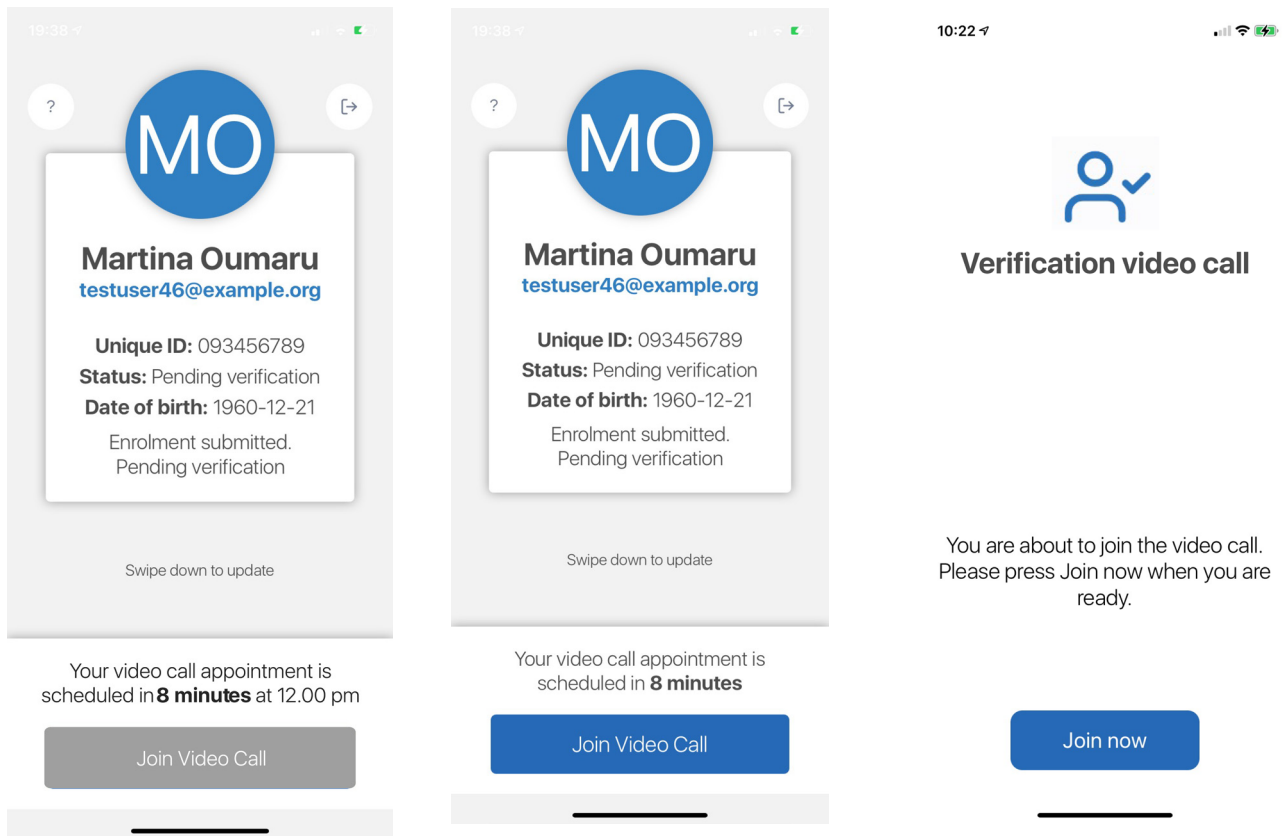 19:38
?
MO
Martina Oumaru
testuser46@example.org
Unique ID: 093456789
Status: Pending verification
Date of birth: 1960-12-21
Enrolment submitted.
Pending verification
Swipe down to update
Your video call appointment is
scheduled in 8 minutes at 12.00 pm
Join Video Call
19:38
?
MO
Martina Oumaru
testuser46@example.org
Unique ID: 093456789
Status: Pending verification
Date of birth: 1960-12-21
Enrolment submitted.
Pending verification
Swipe down to update
Your video call appointment is
scheduled in 8 minutes
Join Video Call
10:22
Verification video call
You are about to join the video call.
Please press Join now when you are
ready.
Join now